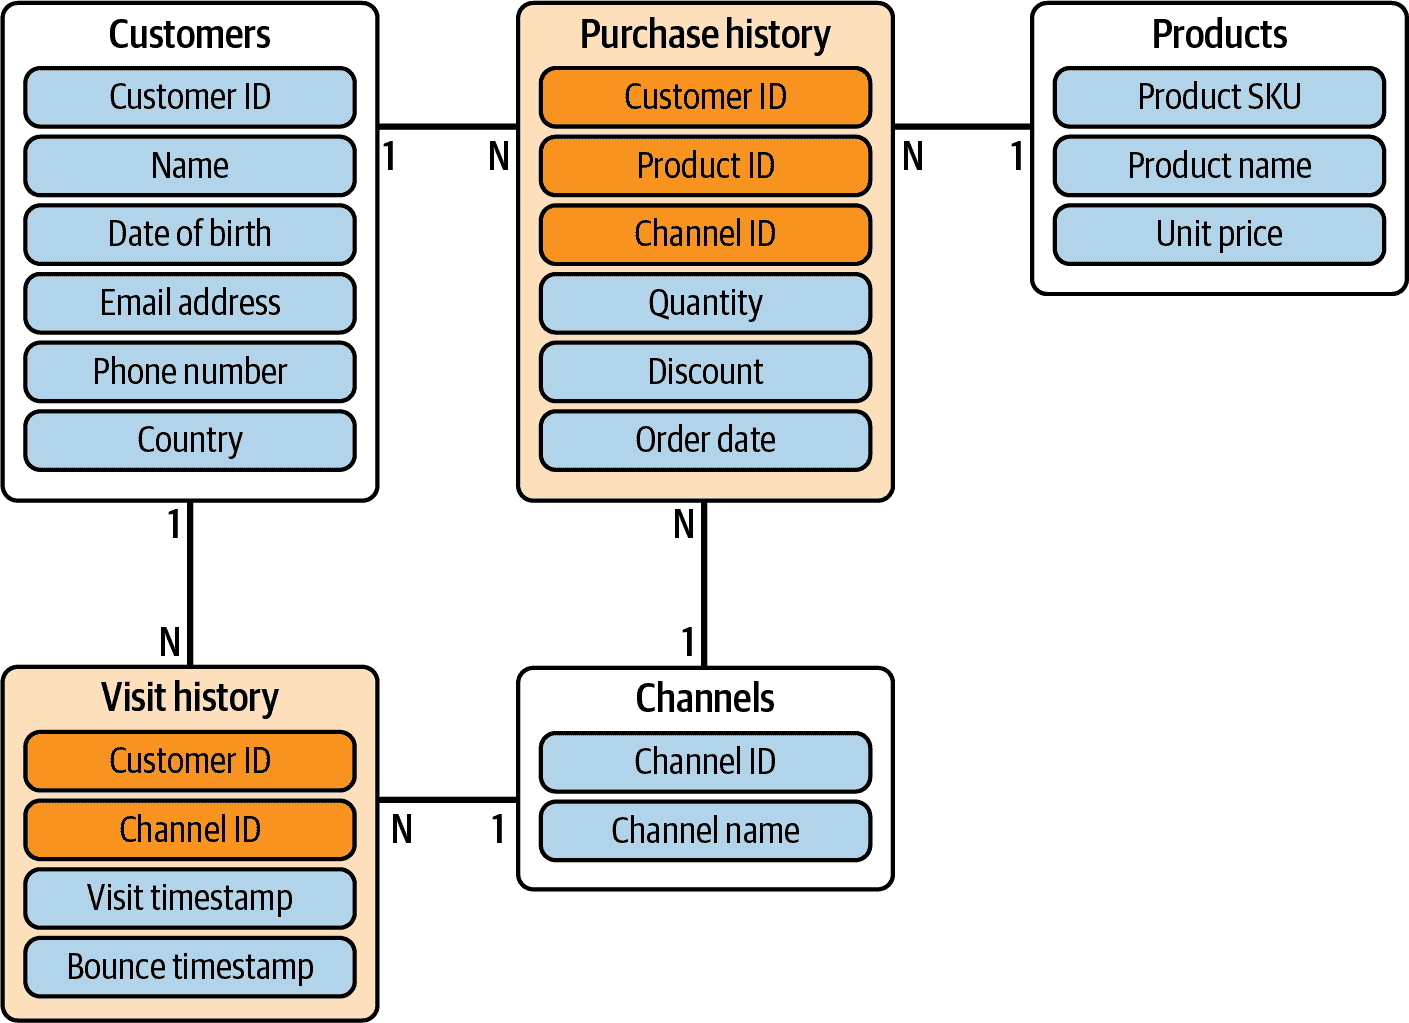 Customers
Customer ID
Name
Date of birth
Email address
Phone number
Country
1
N
Purchase history
Customer ID
Product ID
Channel ID
Quantity
Discount
Order date
N
1
Products
Product SKU
Product name
Unit price
1
N
N
1
Visit history
Customer ID
Channel ID
Visit timestamp
Bounce timestamp
N
1
Channels
Channel ID
Channel name